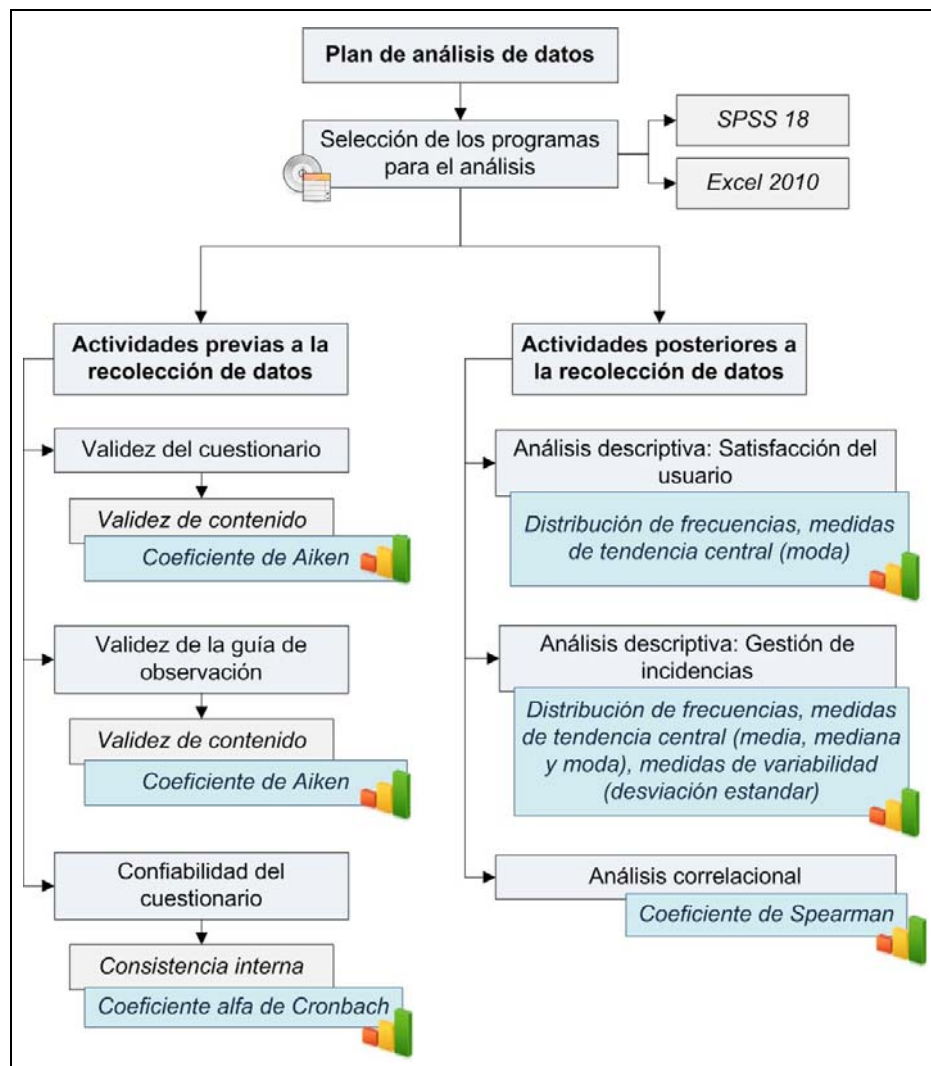 Plan de análisis de datos
Selección de los programas
para el análisis
SPSS 18
Excel 2010
Actividades previas a la
recolección de datos
Validez del cuestionario
Validez de contenido
Coeficiente de Aiken
Validez de la guía de
observación
Validez de contenido
Coeficiente de Aiken
Confiabilidad del
cuestionario
Consistencia interna
Coeficiente alfa de Cronbach
Actividades posteriores a
la recolección de datos
Análisis descriptiva: Satisfacción del
usuario
Distribución de frecuencias, medidas
de tendencia central (moda)
Análisis descriptiva: Gestión de
incidencias
Distribución de frecuencias, medidas
de tendencia central (media, mediana
y moda), medidas de variabilidad
(desviación estandar)
Análisis correlacional
Coeficiente de Spearman